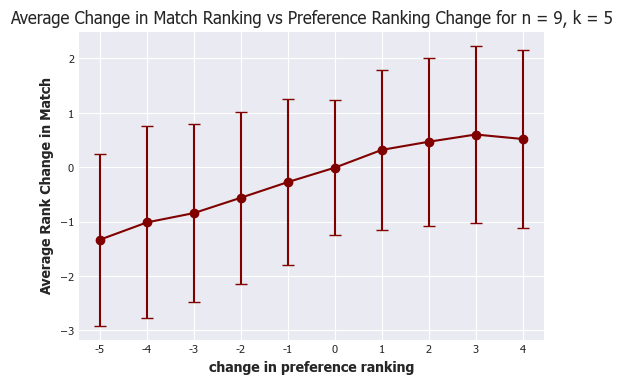 Average Change in Match Ranking vs Preference Ranking Change for n = 9, k = 5
Average Rank Change in Match
2
1
0
−1
−2
−3
-5 -4 -3 -2 -1 0 1 2 3 4
change in preference ranking